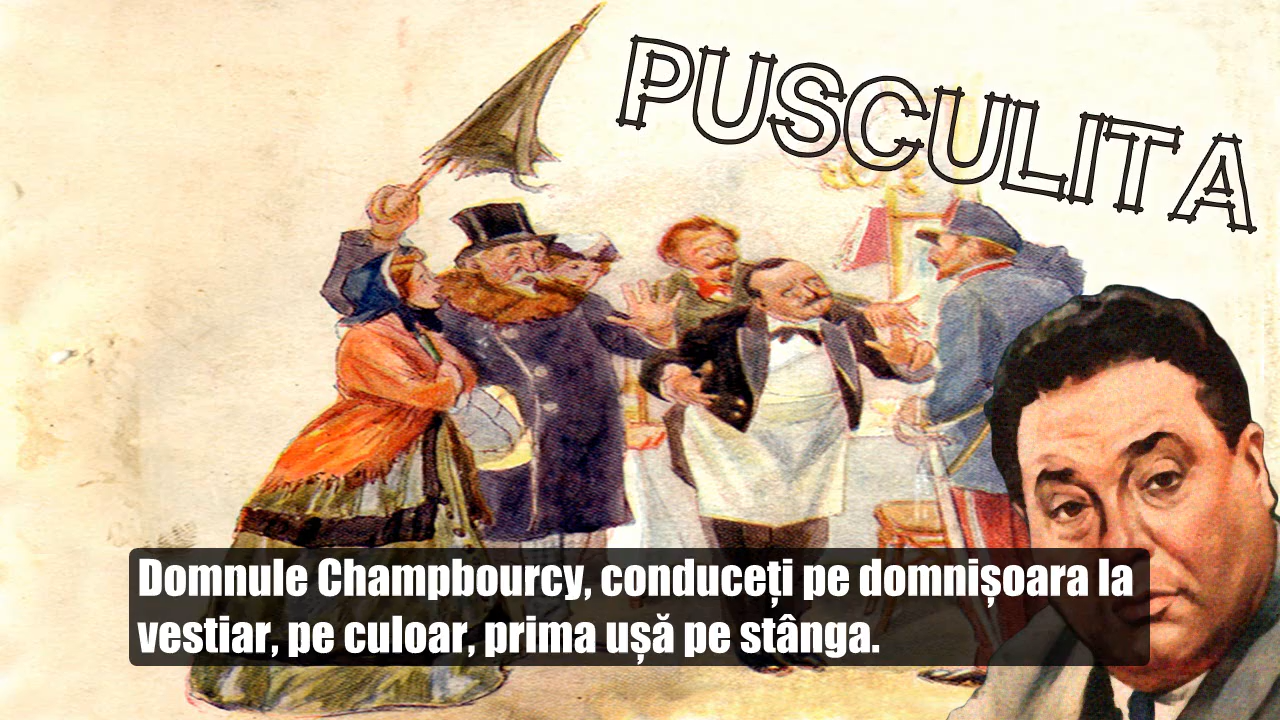 PUSCULITA
Domnule Champbourcy, conduceți pe domnișoara la
vestiar, pe culoar, prima ușă pe stânga.